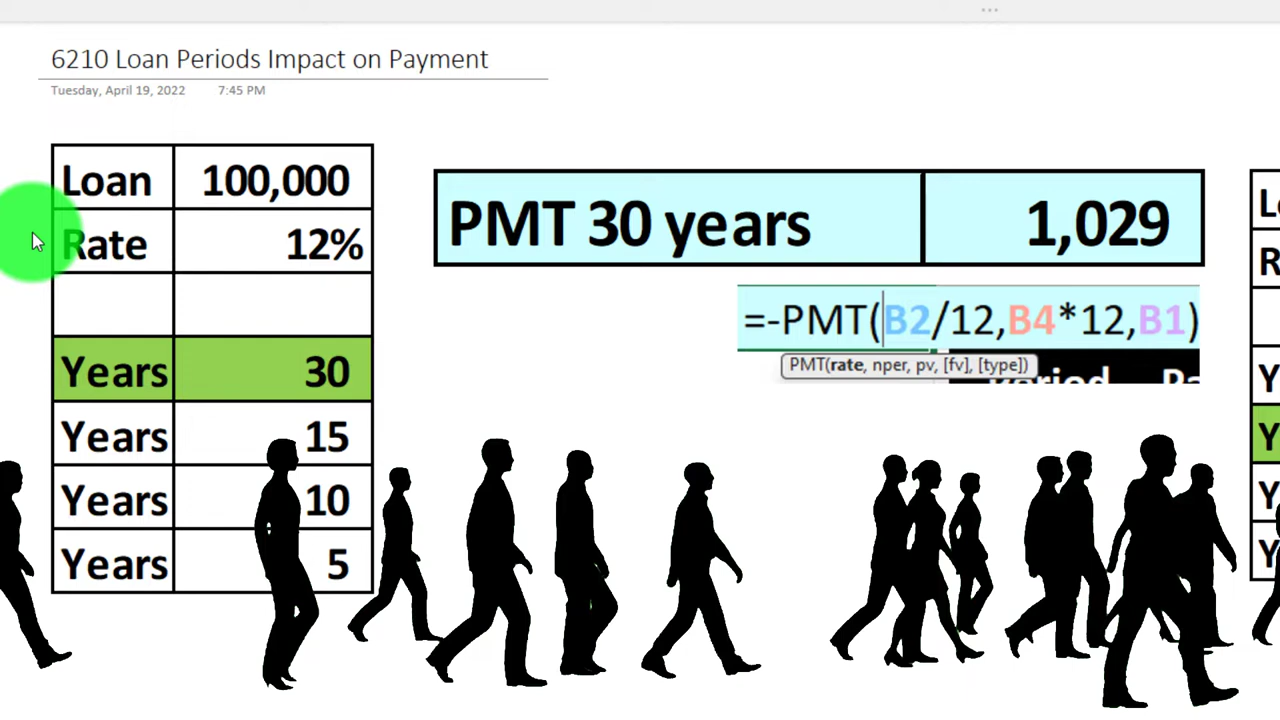 6210 Loan Periods Impact on Payment
Tuesday, April 19, 2022 7:45 PM
Loan 100,000
Rate 12%
Years 30
Years 15
Years 10
Years 5
PMT 30 years 1,029
=-PMT(B2/12,B4*12,B1)
PMT(rate, nper, pv, [fv], [type])